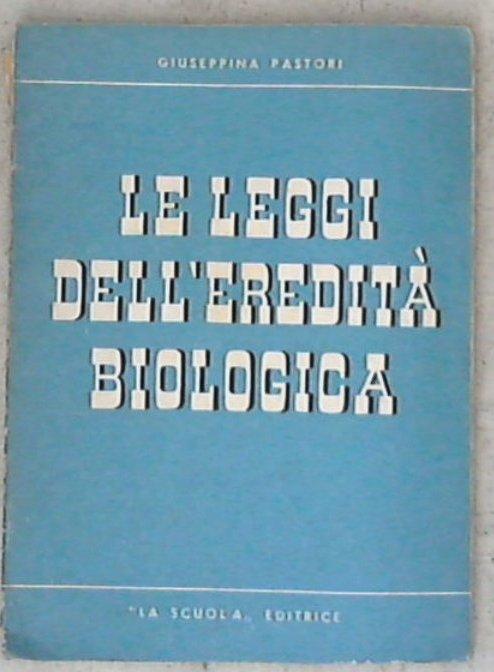 GIUSEPPINA PASTORI
LE LEGGI
DELL'EREDITÀ
BIOLOGICA
"LA SCUOLA„ EDITRICE